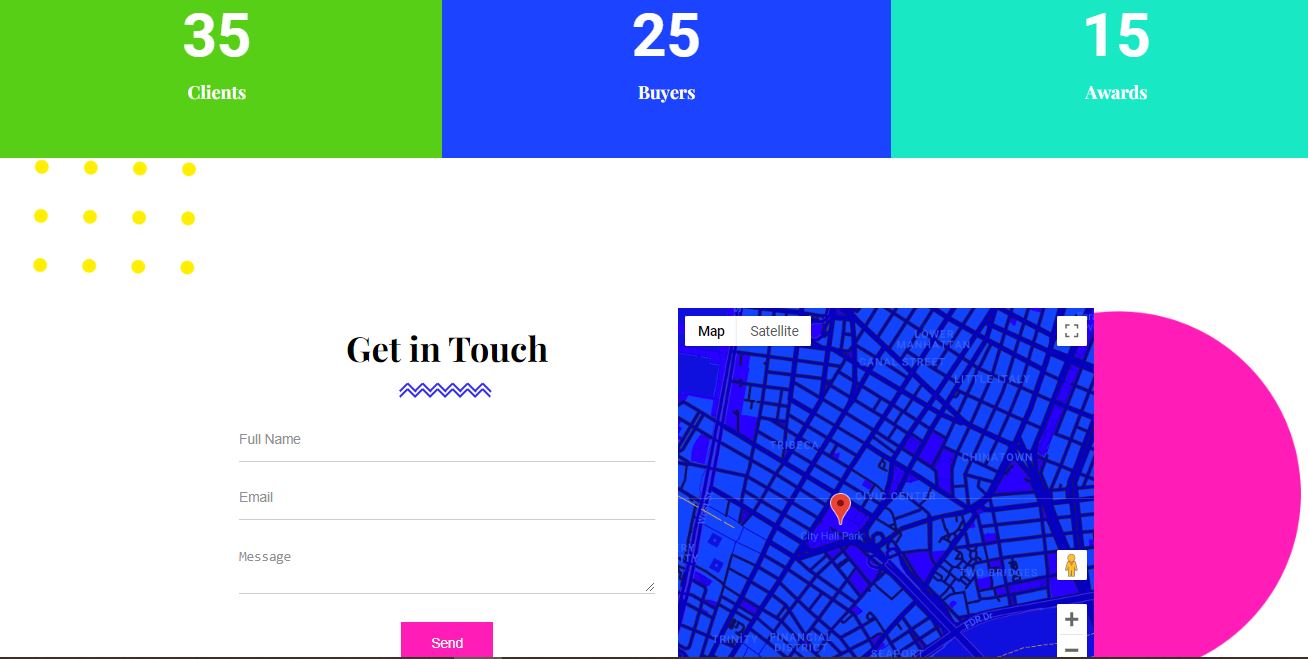 35
Clients
25
Buyers
15
Awards
Get in Touch
Full Name
Email
Message
Send
Map
Satellite
LOWER
MANHATTAN
CANAL STREET
LITTLE ITALY
TRIBECA
CHINATOWN
CIVIC CENTER
City Hall Park
TWO BRIDGES
FDR Dr
TRINITY
FINANCIAL
DISTRICT
SEAPORT